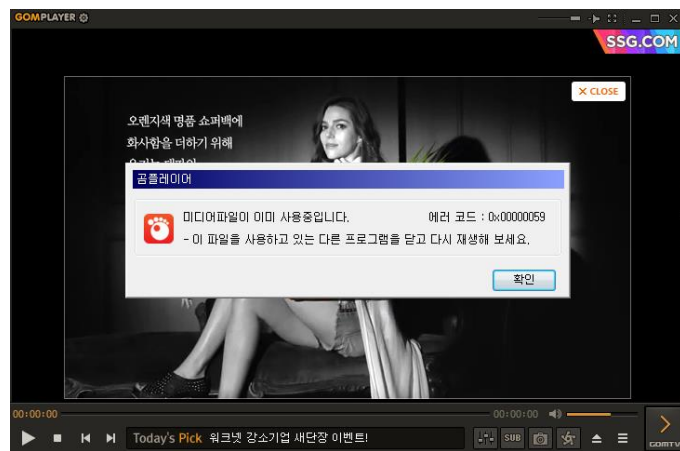 GOMPLAYER
SSG.COM
× CLOSE
오렌지색 명품 쇼퍼백에
화사함을 더하기 위해
곰플레이어
미디어파일이 이미 사용중입니다. 에러 코드 : 0x00000059
- 이 파일을 사용하고 있는 다른 프로그램을 닫고 다시 재생해 보세요.
확인
00:00:00 00:00:00
Today's Pick 워크넷 강소기업 새단장 이벤트! SUB GOMTV